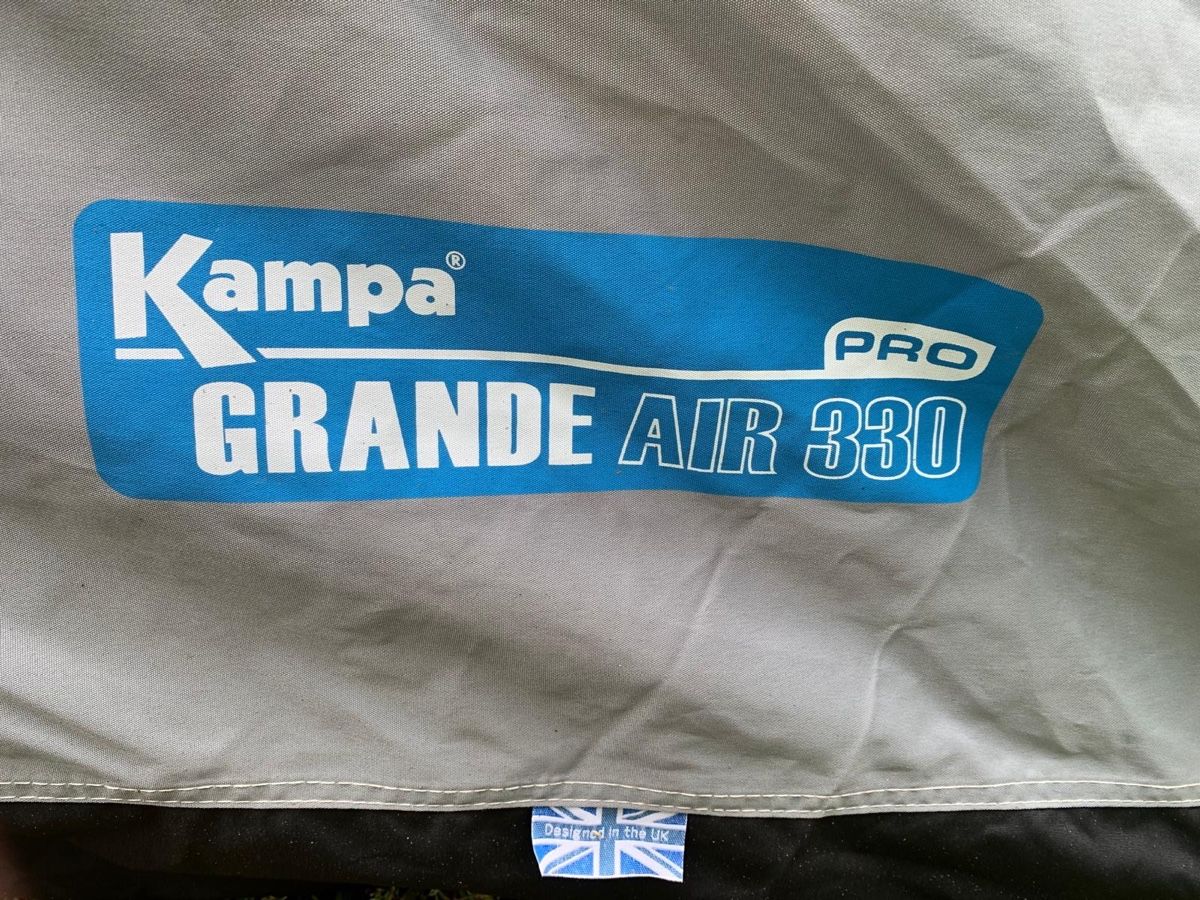 Kampa®
PRO
GRANDE AIR 330
Designed in the UK